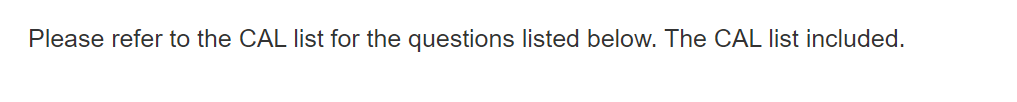 Please refer to the CAL list for the questions listed below. The CAL list included.